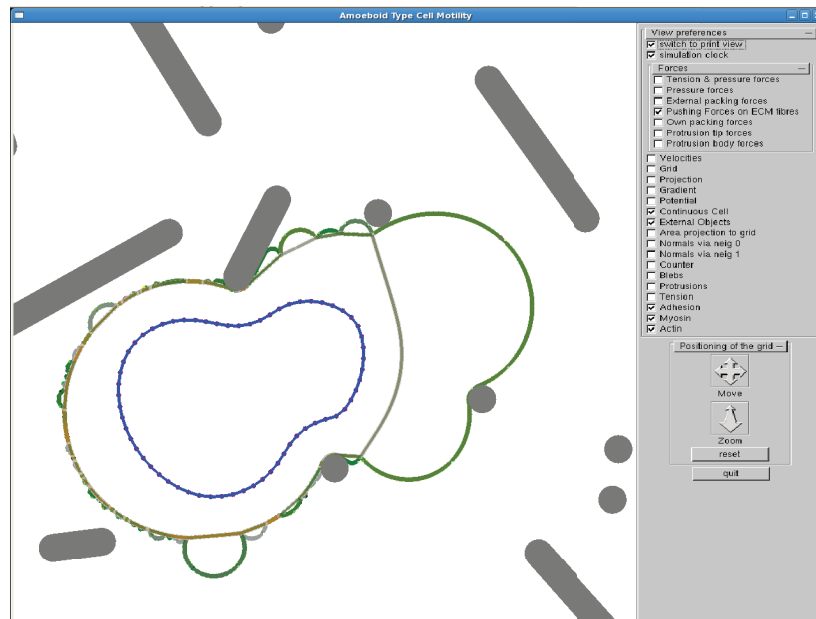 Amoeboid Type Cell Motility
View preferences
switch to print view
simulation clock
Forces
Tension & pressure forces
Pressure forces
External packing forces
Pushing Forces on ECM fibres
Own packing forces
Protrusion tip forces
Protrusion body forces
Velocities
Grid
Projection
Gradient
Potential
Continuous Cell
External Objects
Area projection to grid
Normals via neig 0
Normals via neig 1
Counter
Blebs
Protrusions
Tension
Adhesion
Myosin
Actin
Positioning of the grid
Move
Zoom
reset
quit